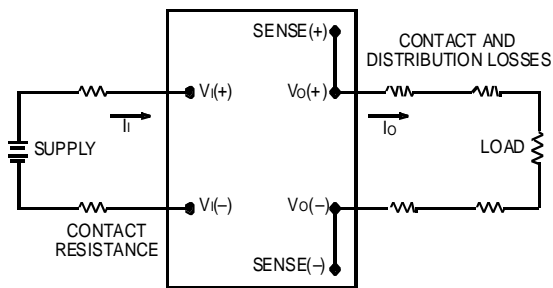 SENSE(+)
CONTACT AND
DISTRIBUTION LOSSES
VI(+)
VO(+)
II
IO
SUPPLY
LOAD
VI(–)
VO(–)
CONTACT
RESISTANCE
SENSE(–)